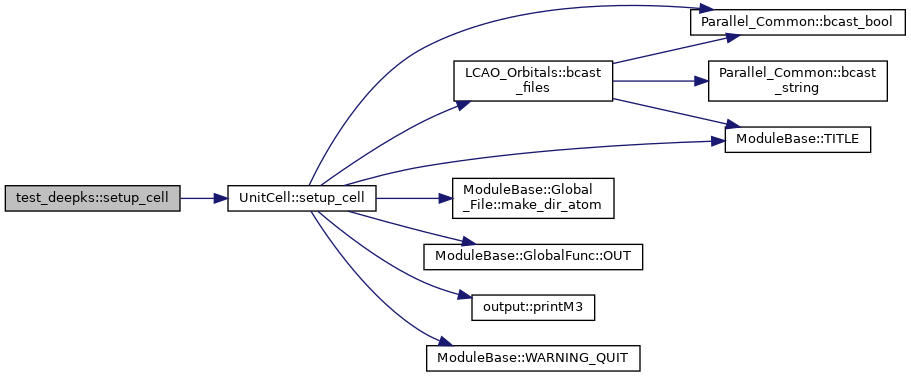 test_deepks::setup_cell
UnitCell::setup_cell
Parallel_Common::bcast_bool
LCAO_Orbitals::bcast
_files
Parallel_Common::bcast
_string
ModuleBase::TITLE
ModuleBase::Global
_File::make_dir_atom
ModuleBase::GlobalFunc::OUT
output::printM3
ModuleBase::WARNING_QUIT